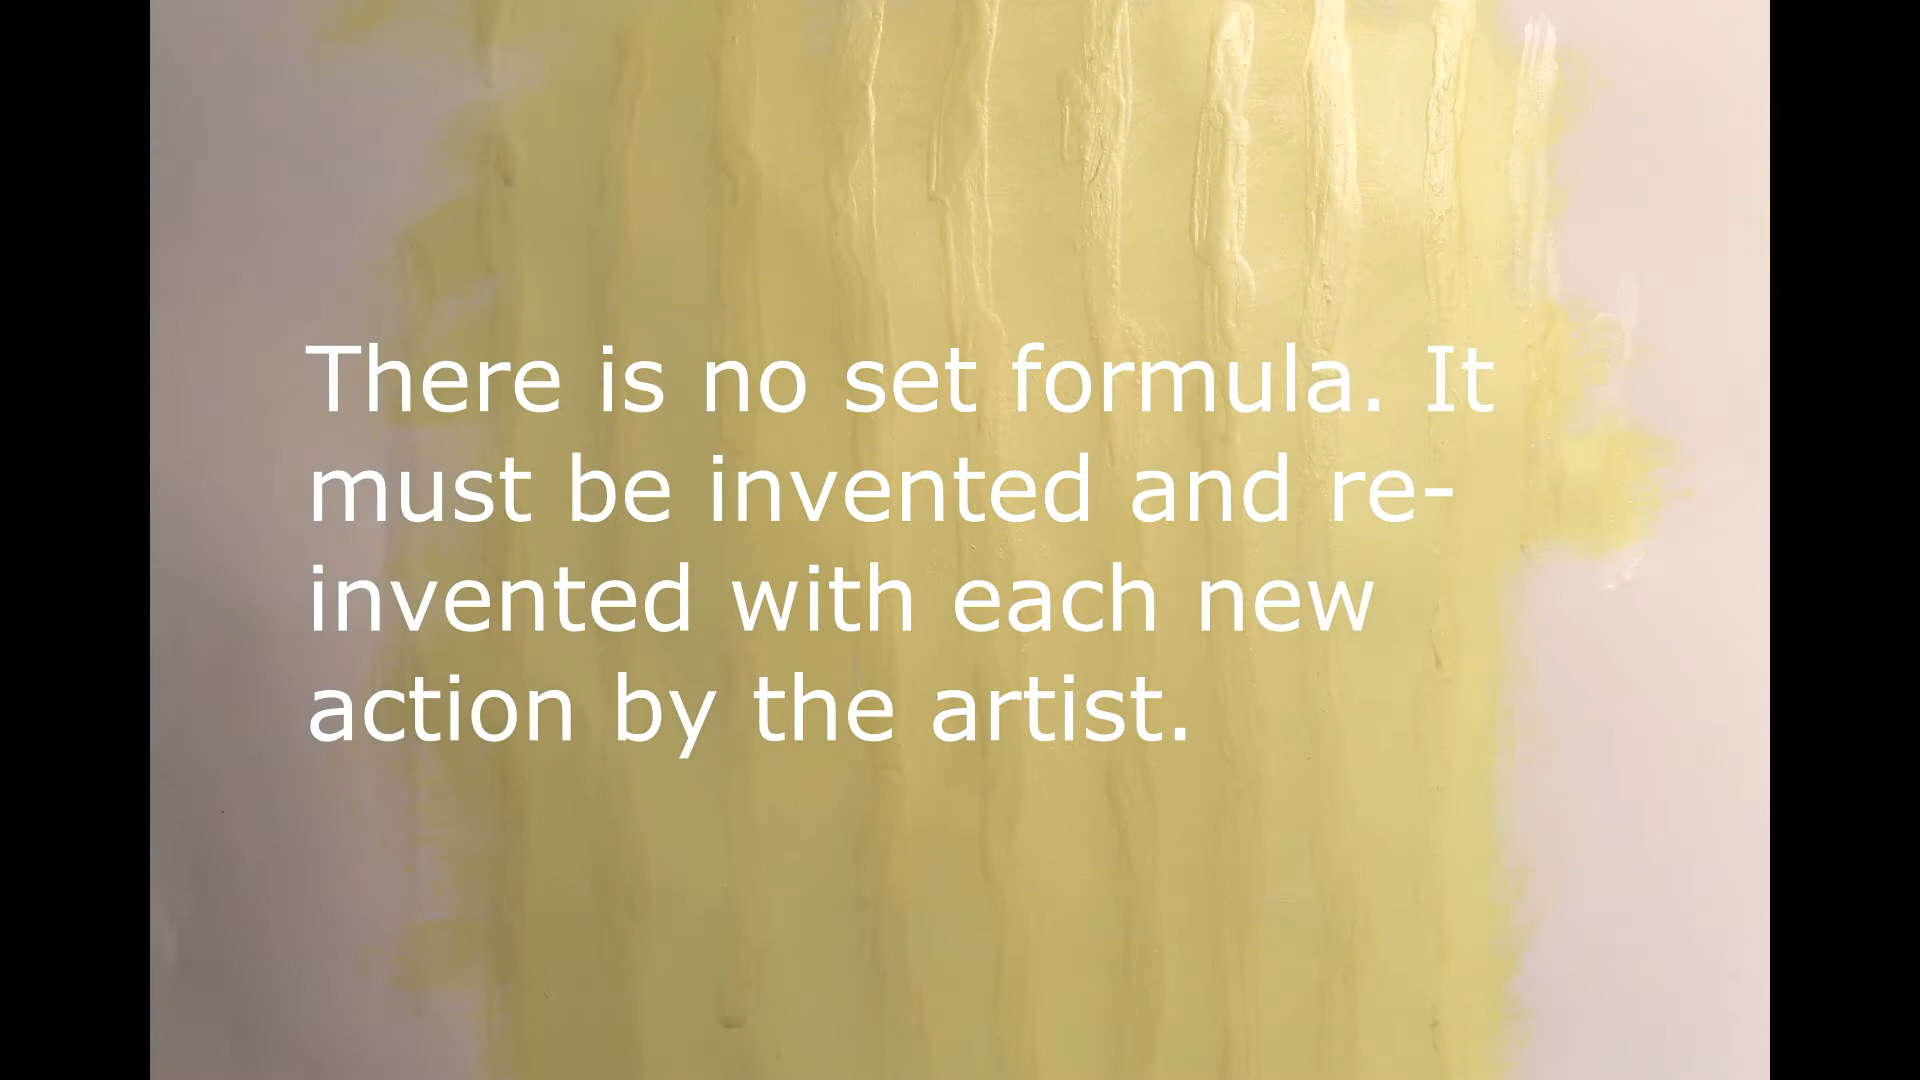 There is no set formula. It
must be invented and re-
invented with each new
action by the artist.